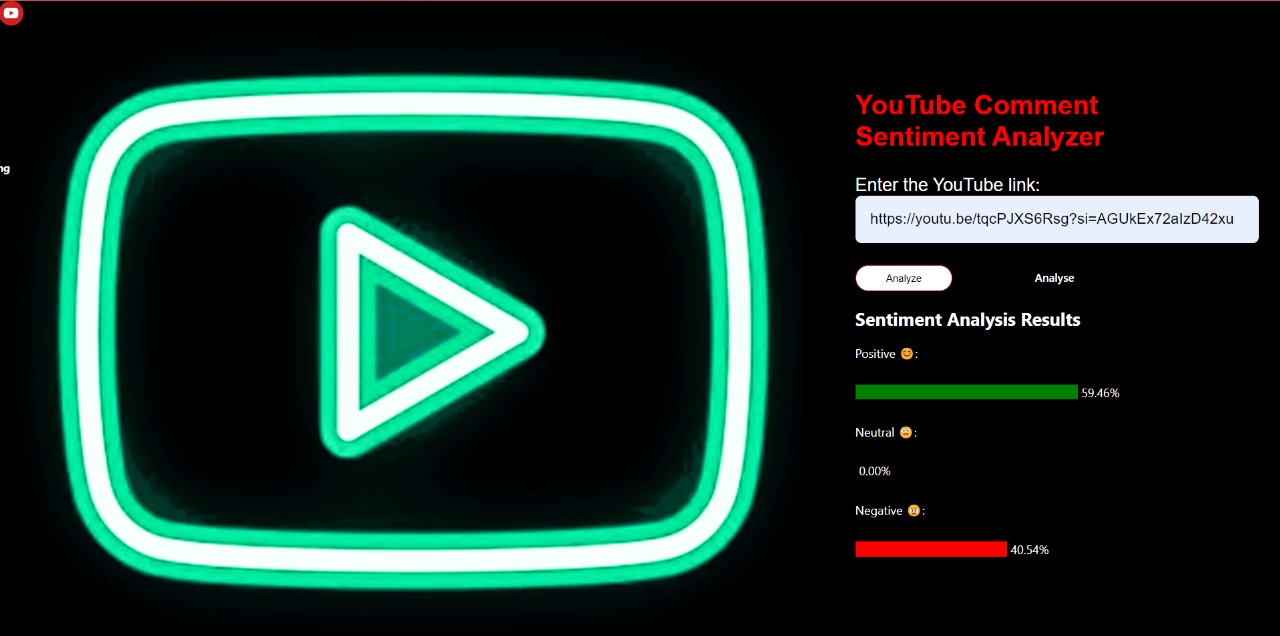 ng
YouTube Comment
Sentiment Analyzer
Enter the YouTube link:
https://youtu.be/tqcPJXS6Rsg?si=AGUkEx72aIzD42xu
Analyze Analyse
Sentiment Analysis Results
Positive 😊:
59.46%
Neutral 😐:
0.00%
Negative 😞:
40.54%